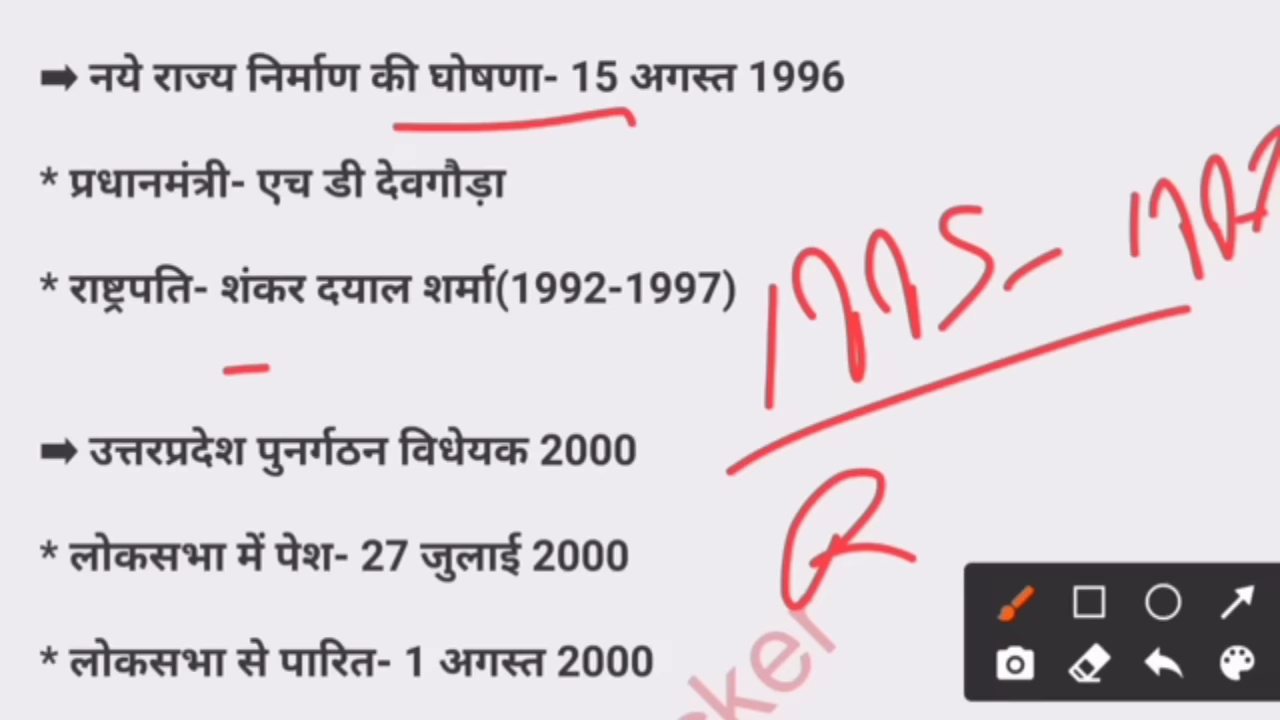 ➡ नये राज्य निर्माण की घोषणा- 15 अगस्त 1996
* प्रधानमंत्री- एच डी देवगौड़ा
* राष्ट्रपति- शंकर दयाल शर्मा(1992-1997)
➡ उत्तरप्रदेश पुनर्गठन विधेयक 2000
* लोकसभा में पेश- 27 जुलाई 2000
* लोकसभा से पारित- 1 अगस्त 2000